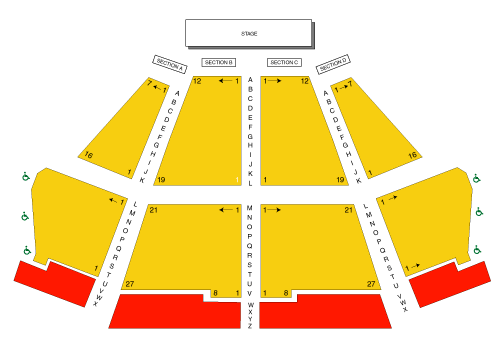 STAGE
SECTION A
SECTION B
SECTION C
SECTION D
7 1
12 1
1 12
1 7
A
B
C
D
E
F
G
H
I
J
K
A
B
C
D
E
F
G
H
I
J
K
L
A
B
C
D
E
F
G
H
I
J
K
16 1
19 1
1 19
1 16
1
21 1
1 21
1
L
M
N
O
P
Q
R
S
T
U
V
W
X
M
N
O
P
Q
R
S
T
U
V
W
X
Y
Z
L
M
N
O
P
Q
R
S
T
U
V
W
X
1
27
8 1
1 8
27
1